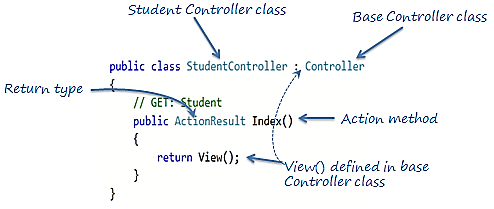 Student Controller class
Base Controller class
public class StudentController : Controller
{
Return type
// GET: Student
public ActionResult Index()
Action method
{
return View();
View() defined in base
Controller class
}
}